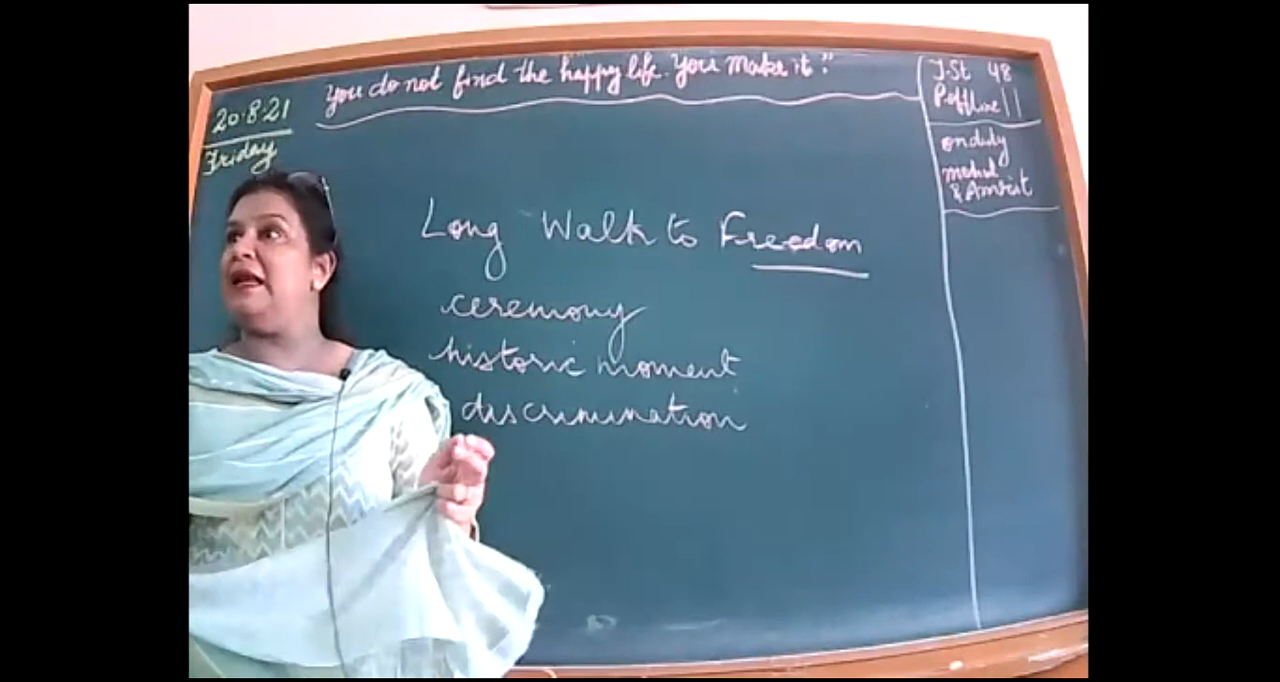 You do not find the happy life. You make it."
20.8.21
Friday
T.St 48
P.offline 11
on duty
mehul
& Amrit
Long Walk to Freedom
ceremony
historic moment
discrimination